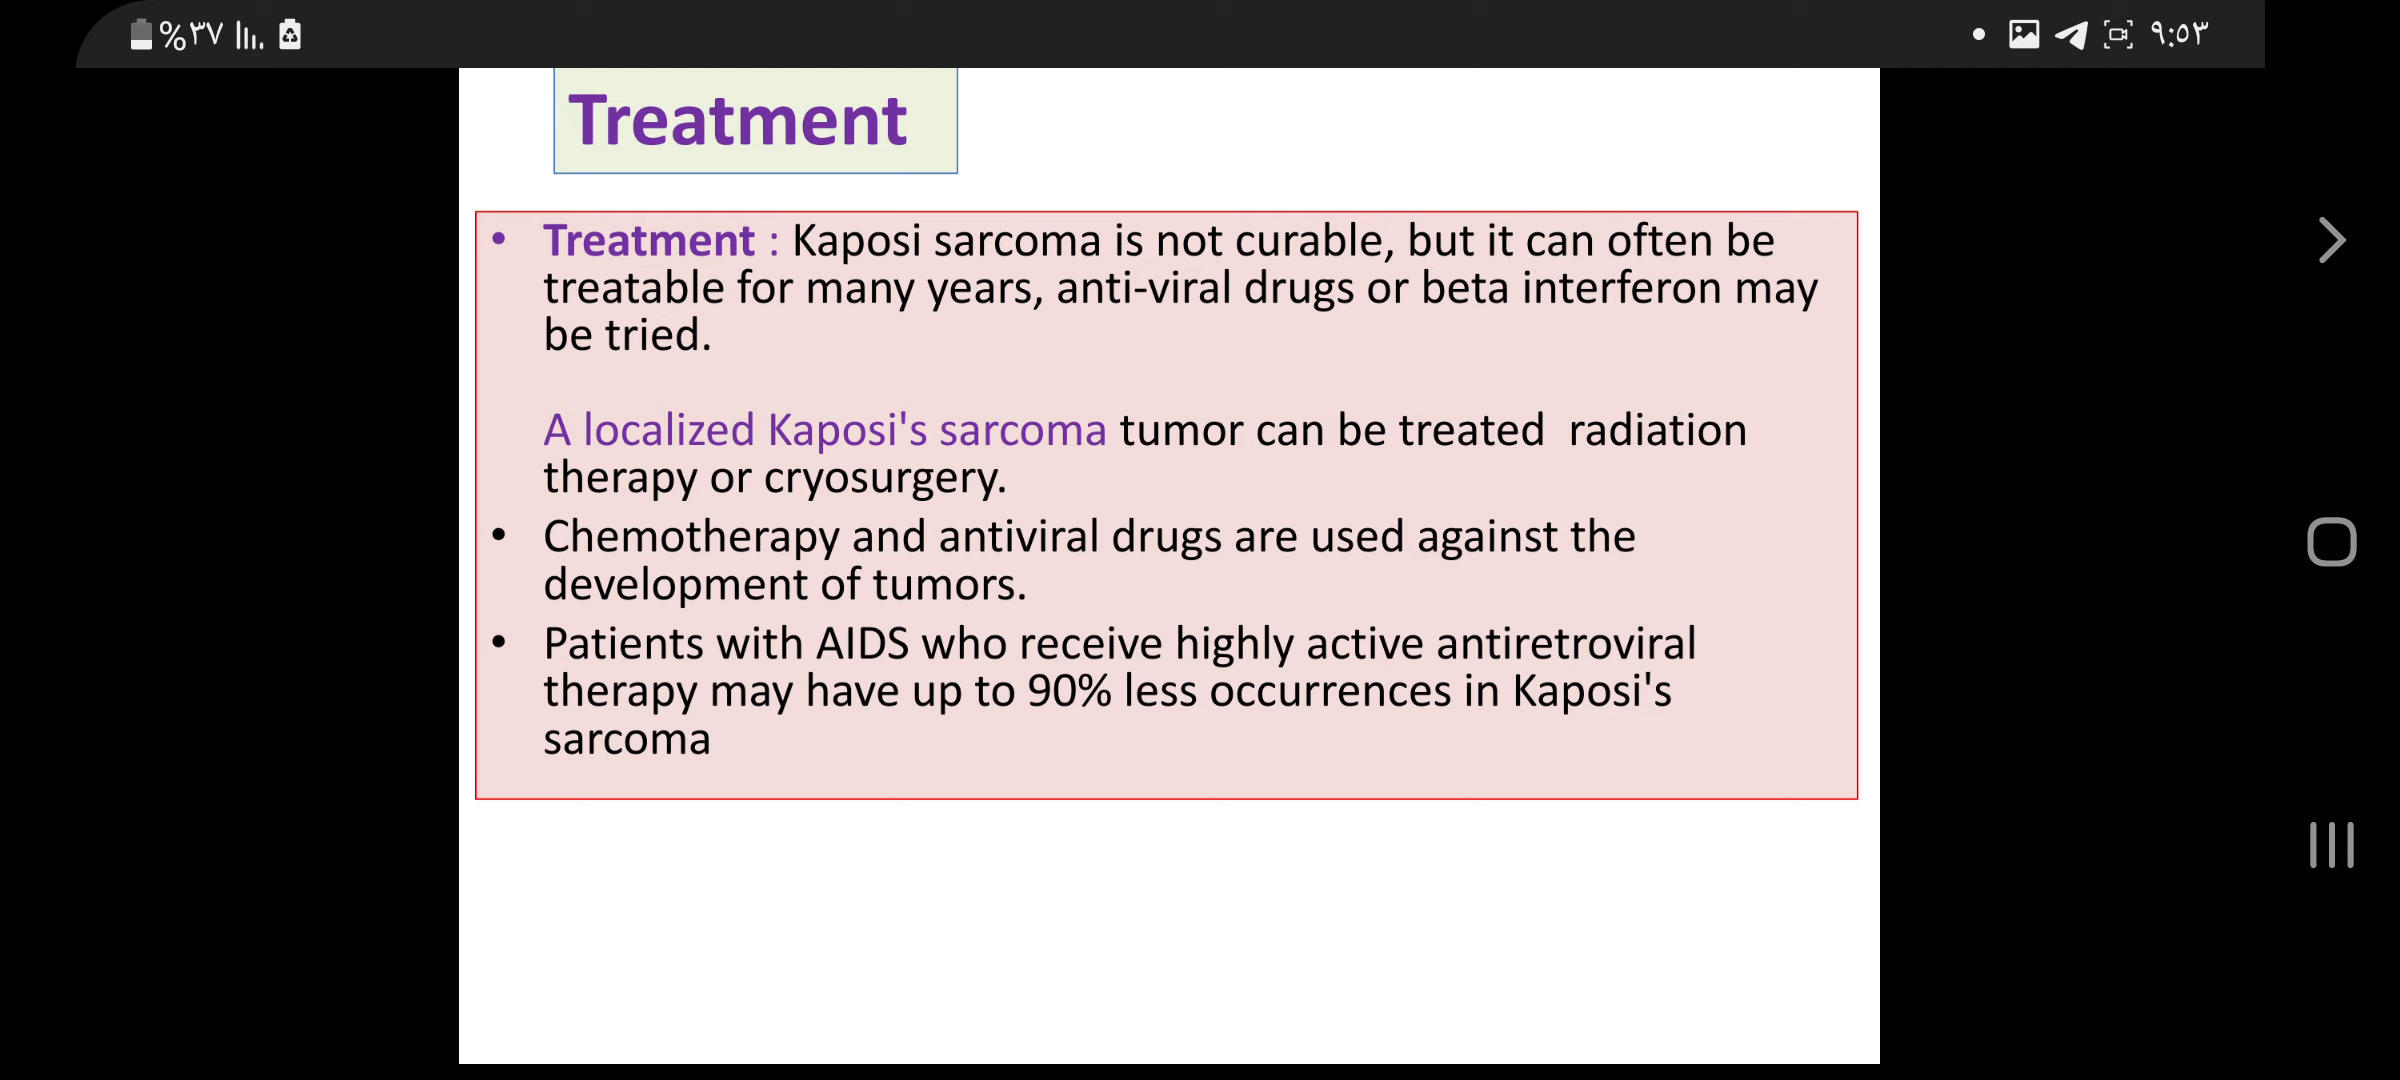 %٣٧
٩:٥٣
Treatment
• Treatment : Kaposi sarcoma is not curable, but it can often be
treatable for many years, anti-viral drugs or beta interferon may
be tried.
A localized Kaposi's sarcoma tumor can be treated  radiation
therapy or cryosurgery.
• Chemotherapy and antiviral drugs are used against the
development of tumors.
• Patients with AIDS who receive highly active antiretroviral
therapy may have up to 90% less occurrences in Kaposi's
sarcoma